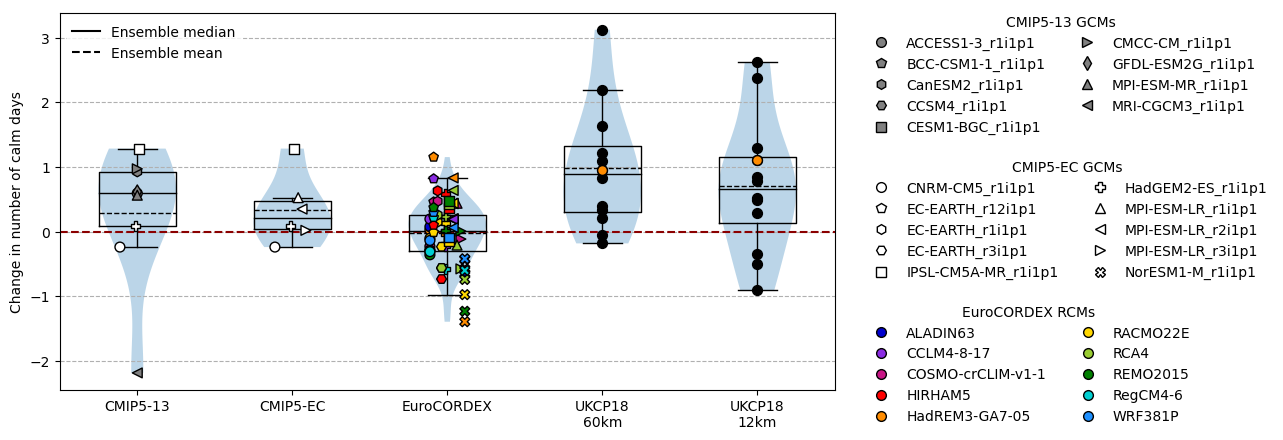 Change in number of calm days
3
2
1
0
−1
−2
Ensemble median
Ensemble mean
CMIP5-13
CMIP5-EC
EuroCORDEX
UKCP18
60km
UKCP18
12km
CMIP5-13 GCMs
ACCESS1-3_r1i1p1
BCC-CSM1-1_r1i1p1
CanESM2_r1i1p1
CCSM4_r1i1p1
CESM1-BGC_r1i1p1
CMCC-CM_r1i1p1
GFDL-ESM2G_r1i1p1
MPI-ESM-MR_r1i1p1
MRI-CGCM3_r1i1p1
CMIP5-EC GCMs
CNRM-CM5_r1i1p1
EC-EARTH_r12i1p1
EC-EARTH_r1i1p1
EC-EARTH_r3i1p1
IPSL-CM5A-MR_r1i1p1
HadGEM2-ES_r1i1p1
MPI-ESM-LR_r1i1p1
MPI-ESM-LR_r2i1p1
MPI-ESM-LR_r3i1p1
NorESM1-M_r1i1p1
EuroCORDEX RCMs
ALADIN63
CCLM4-8-17
COSMO-crCLIM-v1-1
HIRHAM5
HadREM3-GA7-05
RACMO22E
RCA4
REMO2015
RegCM4-6
WRF381P